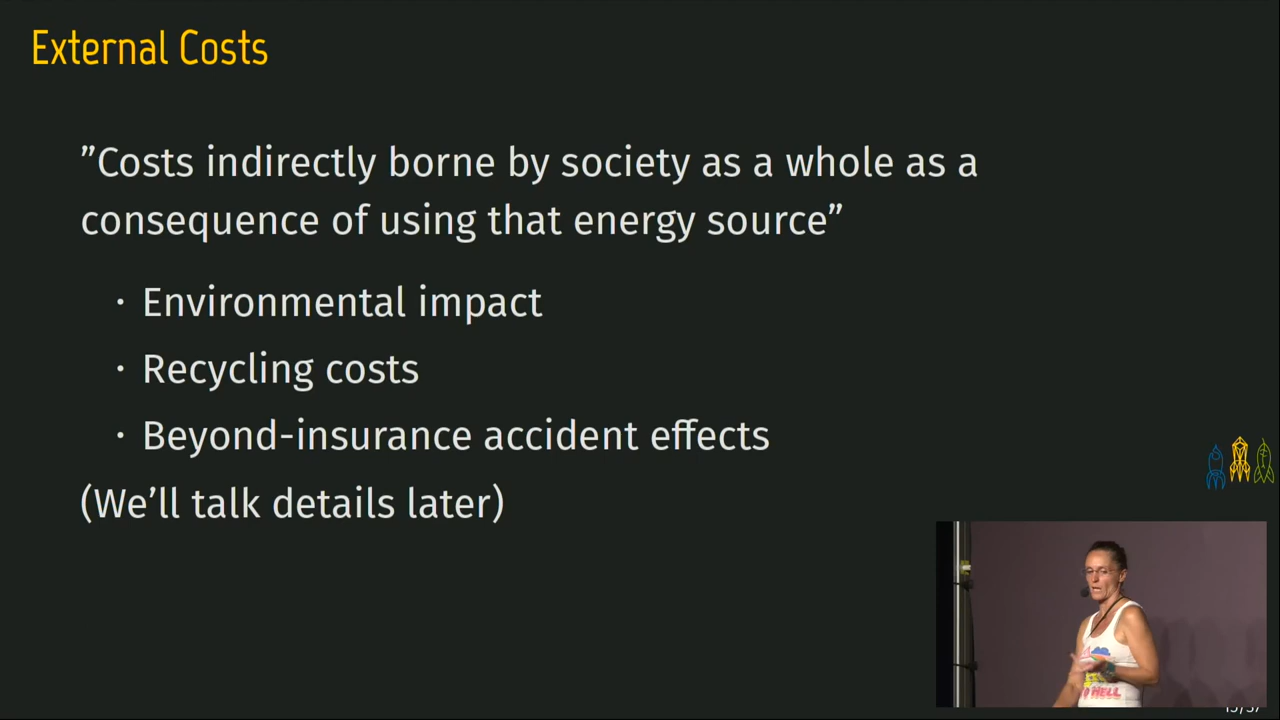 External Costs
”Costs indirectly borne by society as a whole as a
consequence of using that energy source”
· Environmental impact
· Recycling costs
· Beyond-insurance accident effects
(We’ll talk details later)
HELL